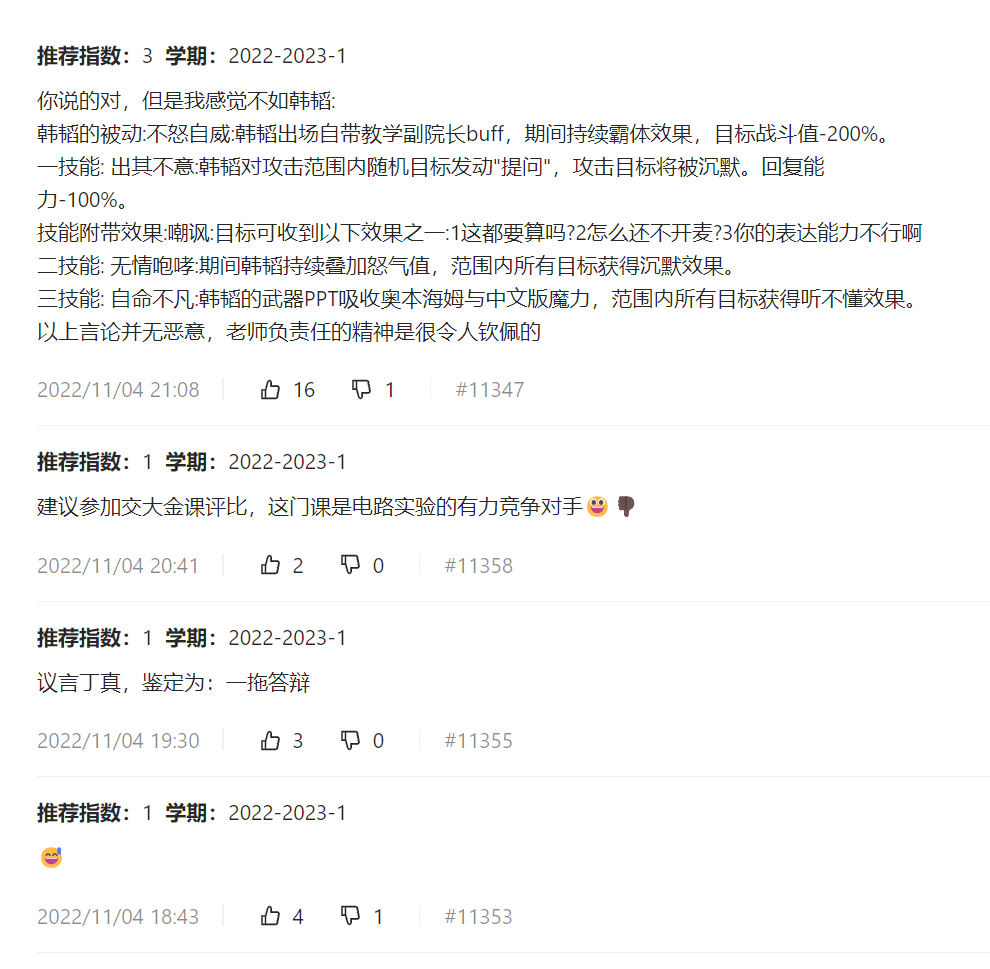 推荐指数：3 学期：2022-2023-1
你说的对，但是我感觉不如韩韬:
韩韬的被动:不怒自威:韩韬出场自带教学副院长buff，期间持续霸体效果，目标战斗值-200%。
一技能: 出其不意:韩韬对攻击范围内随机目标发动"提问"，攻击目标将被沉默。回复能
力-100%。
技能附带效果:嘲讽:目标可收到以下效果之一:1这都要算吗?2怎么还不开麦?3你的表达能力不行啊
二技能: 无情咆哮:期间韩韬持续叠加怒气值，范围内所有目标获得沉默效果。
三技能: 自命不凡:韩韬的武器PPT吸收奥本海姆与中文版魔力，范围内所有目标获得听不懂效果。
以上言论并无恶意，老师负责任的精神是很令人钦佩的
2022/11/04 21:08 16 1 #11347
推荐指数：1 学期：2022-2023-1
建议参加交大金课评比，这门课是电路实验的有力竞争对手😀👎🏿
2022/11/04 20:41 2 0 #11358
推荐指数：1 学期：2022-2023-1
议言丁真，鉴定为：一拖答辩
2022/11/04 19:30 3 0 #11355
推荐指数：1 学期：2022-2023-1
😅
2022/11/04 18:43 4 1 #11353